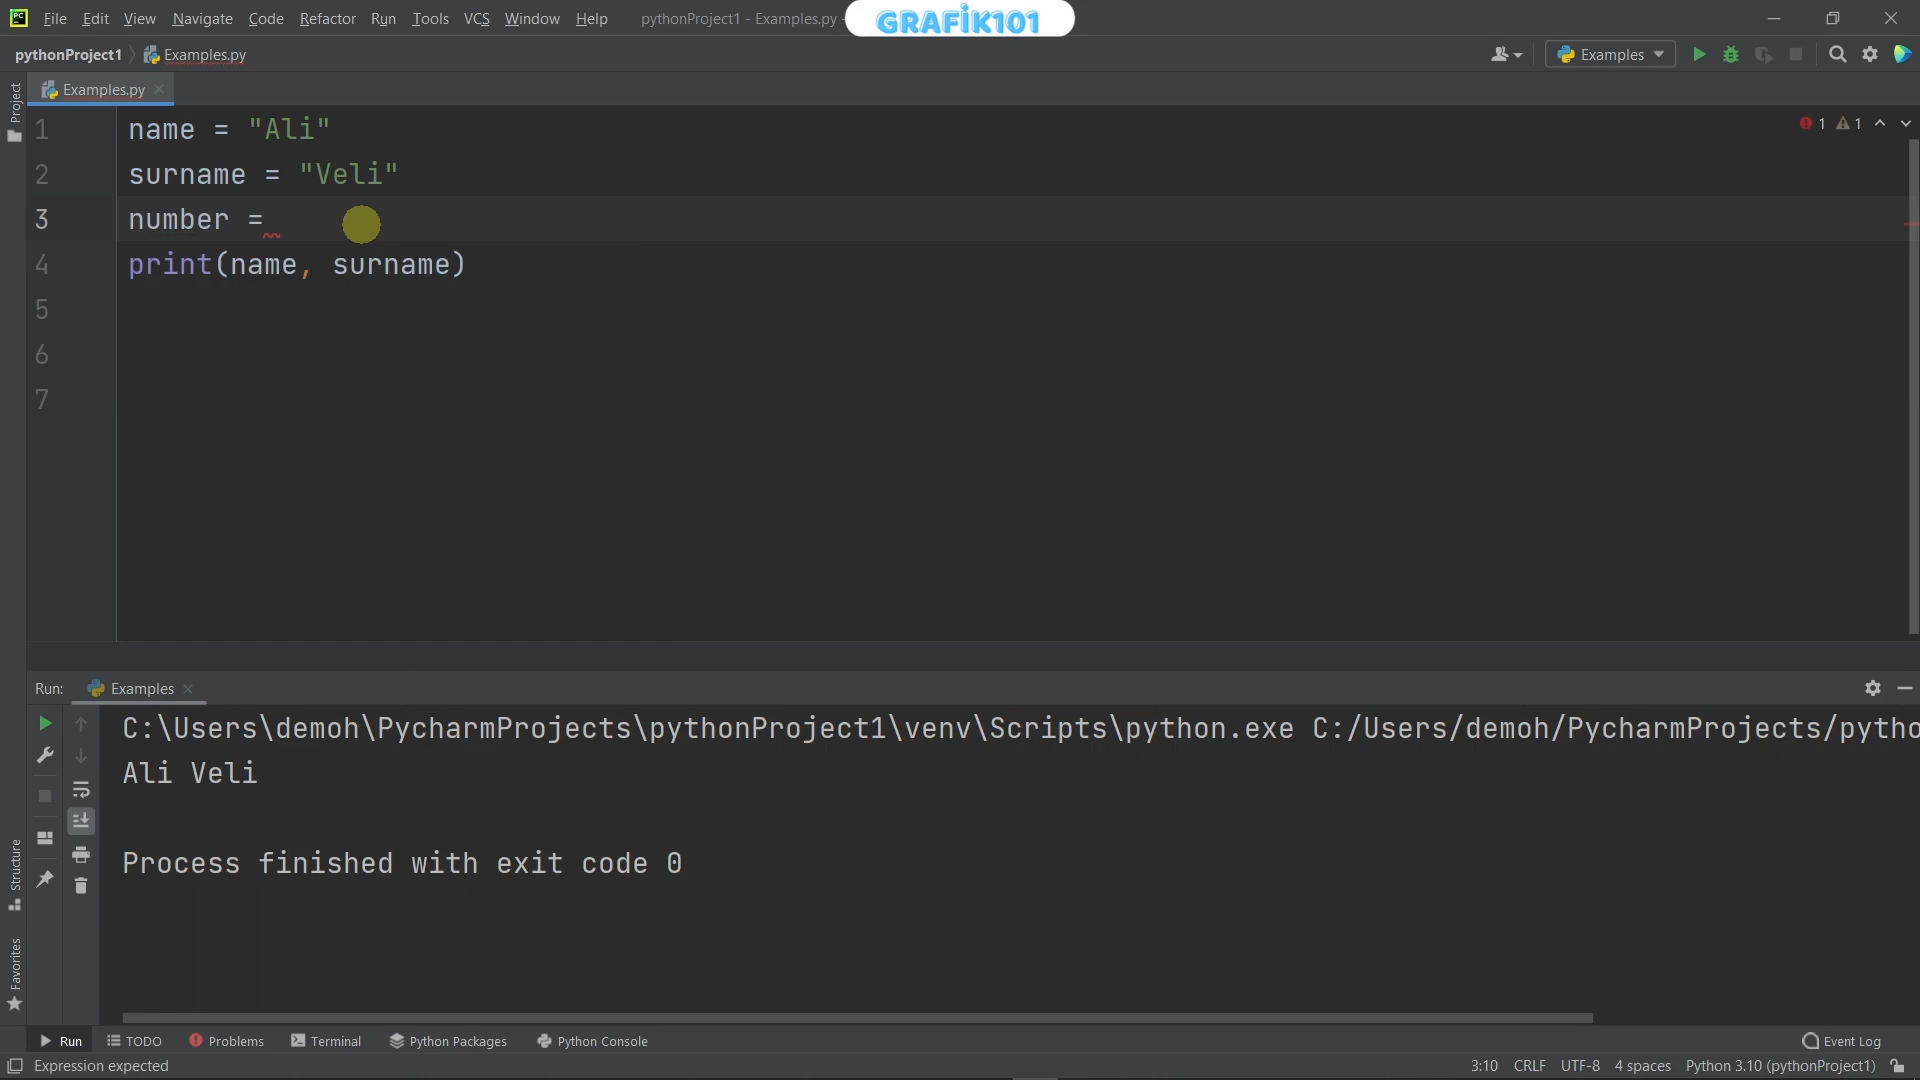 File Edit View Navigate Code Refactor Run Tools VCS Window Help pythonProject1 - Examples.py -
GRAFİK101
pythonProject1 Examples.py
Examples
Examples.py
Project
1 name = "Ali"
2 surname = "Veli"
3 number =
4 print(name, surname)
5
6
7
1 1
Run: Examples
C:\Users\demoh\PycharmProjects\pythonProject1\venv\Scripts\python.exe C:/Users/demoh/PycharmProjects/pytho
Ali Veli
Process finished with exit code 0
Structure
Favorites
Run TODO Problems Terminal Python Packages Python Console Event Log
Expression expected 3:10 CRLF UTF-8 4 spaces Python 3.10 (pythonProject1)